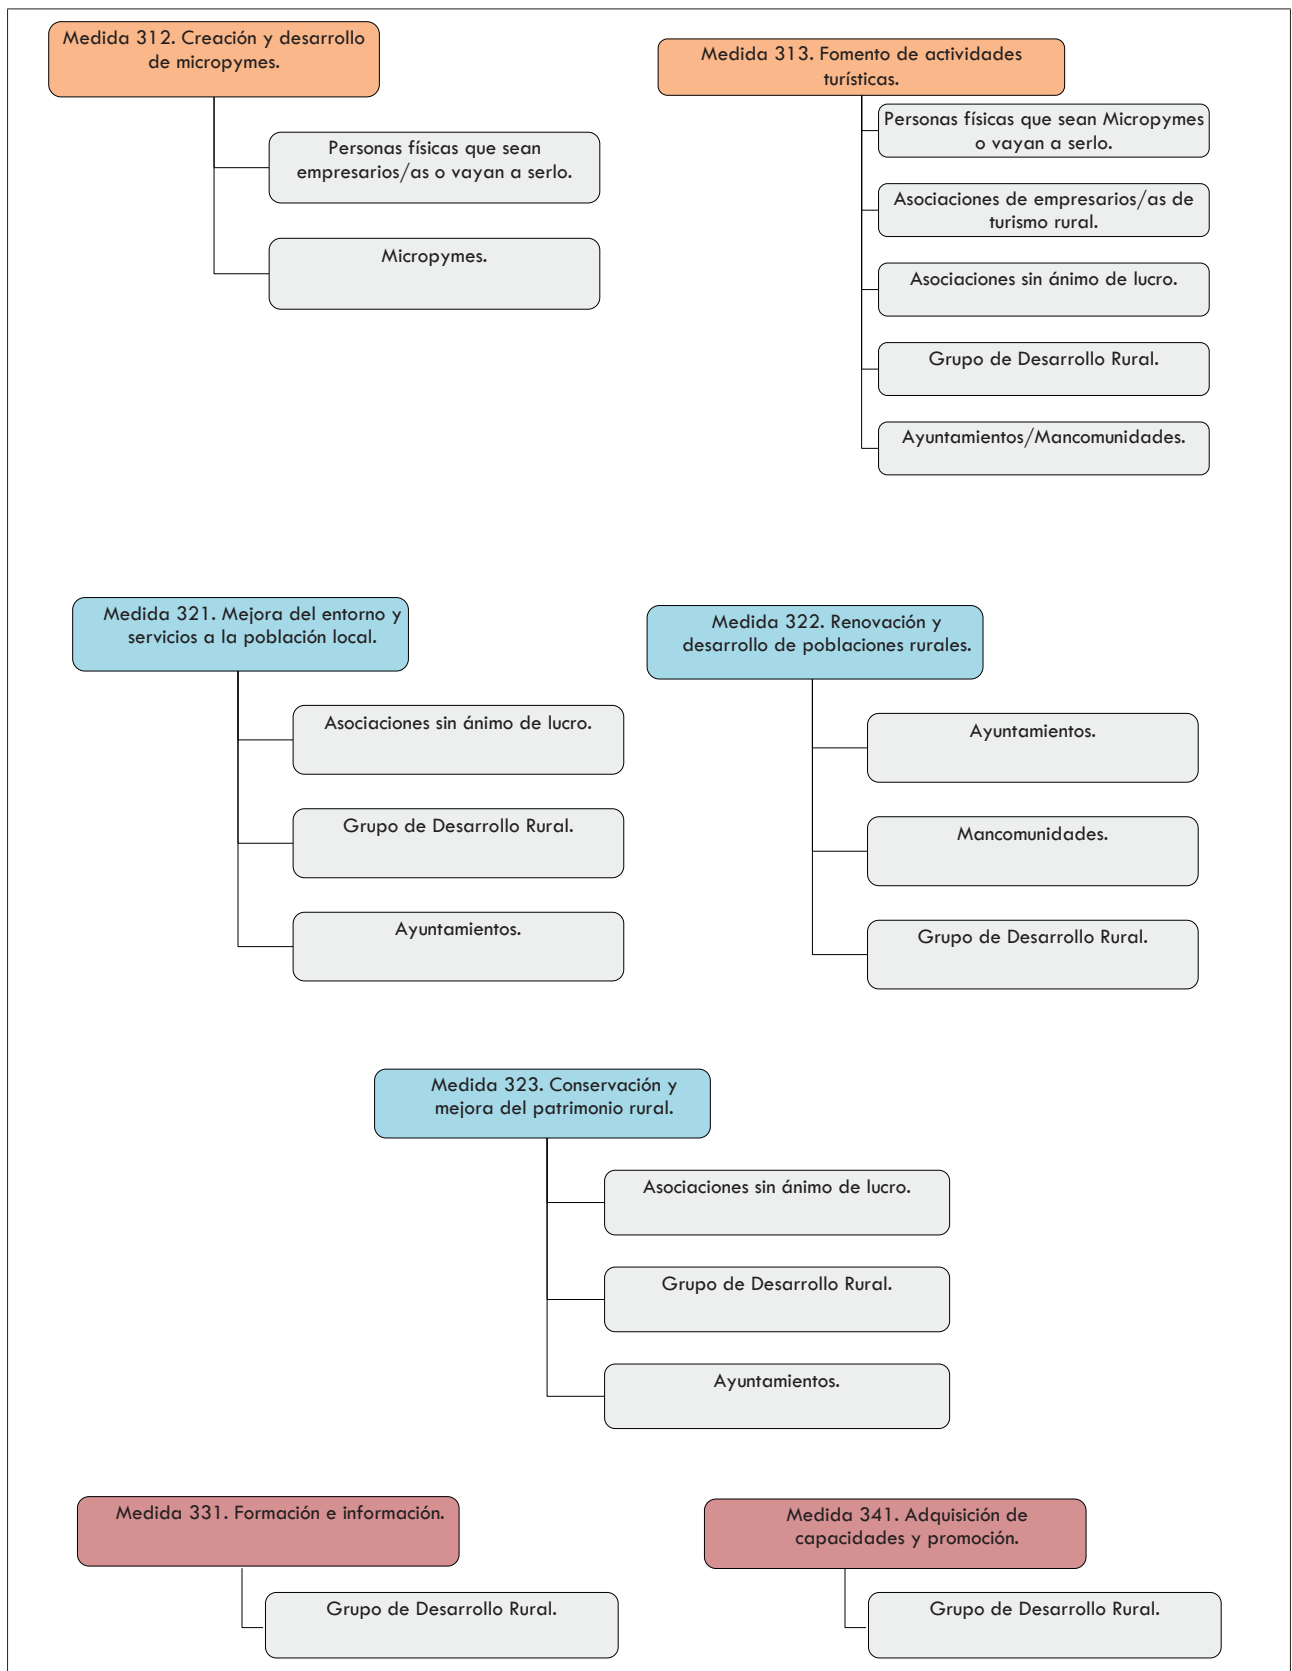 Medida 312. Creación y desarrollo
de micropymes.
Personas físicas que sean
empresarios/as o vayan a serlo.
Micropymes.
Medida 313. Fomento de actividades
turísticas.
Personas físicas que sean Micropymes
o vayan a serlo.
Asociaciones de empresarios/as de
turismo rural.
Asociaciones sin ánimo de lucro.
Grupo de Desarrollo Rural.
Ayuntamientos/Mancomunidades.
Medida 321. Mejora del entorno y
servicios a la población local.
Asociaciones sin ánimo de lucro.
Grupo de Desarrollo Rural.
Ayuntamientos.
Medida 322. Renovación y
desarrollo de poblaciones rurales.
Ayuntamientos.
Mancomunidades.
Grupo de Desarrollo Rural.
Medida 323. Conservación y
mejora del patrimonio rural.
Asociaciones sin ánimo de lucro.
Grupo de Desarrollo Rural.
Ayuntamientos.
Medida 331. Formación e información.
Grupo de Desarrollo Rural.
Medida 341. Adquisición de
capacidades y promoción.
Grupo de Desarrollo Rural.